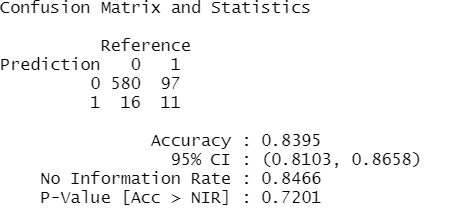 Confusion Matrix and Statistics
Reference
Prediction 0 1
0 580 97
1 16 11
Accuracy : 0.8395
95% CI : (0.8103, 0.8658)
No Information Rate : 0.8466
P-Value [Acc > NIR] : 0.7201